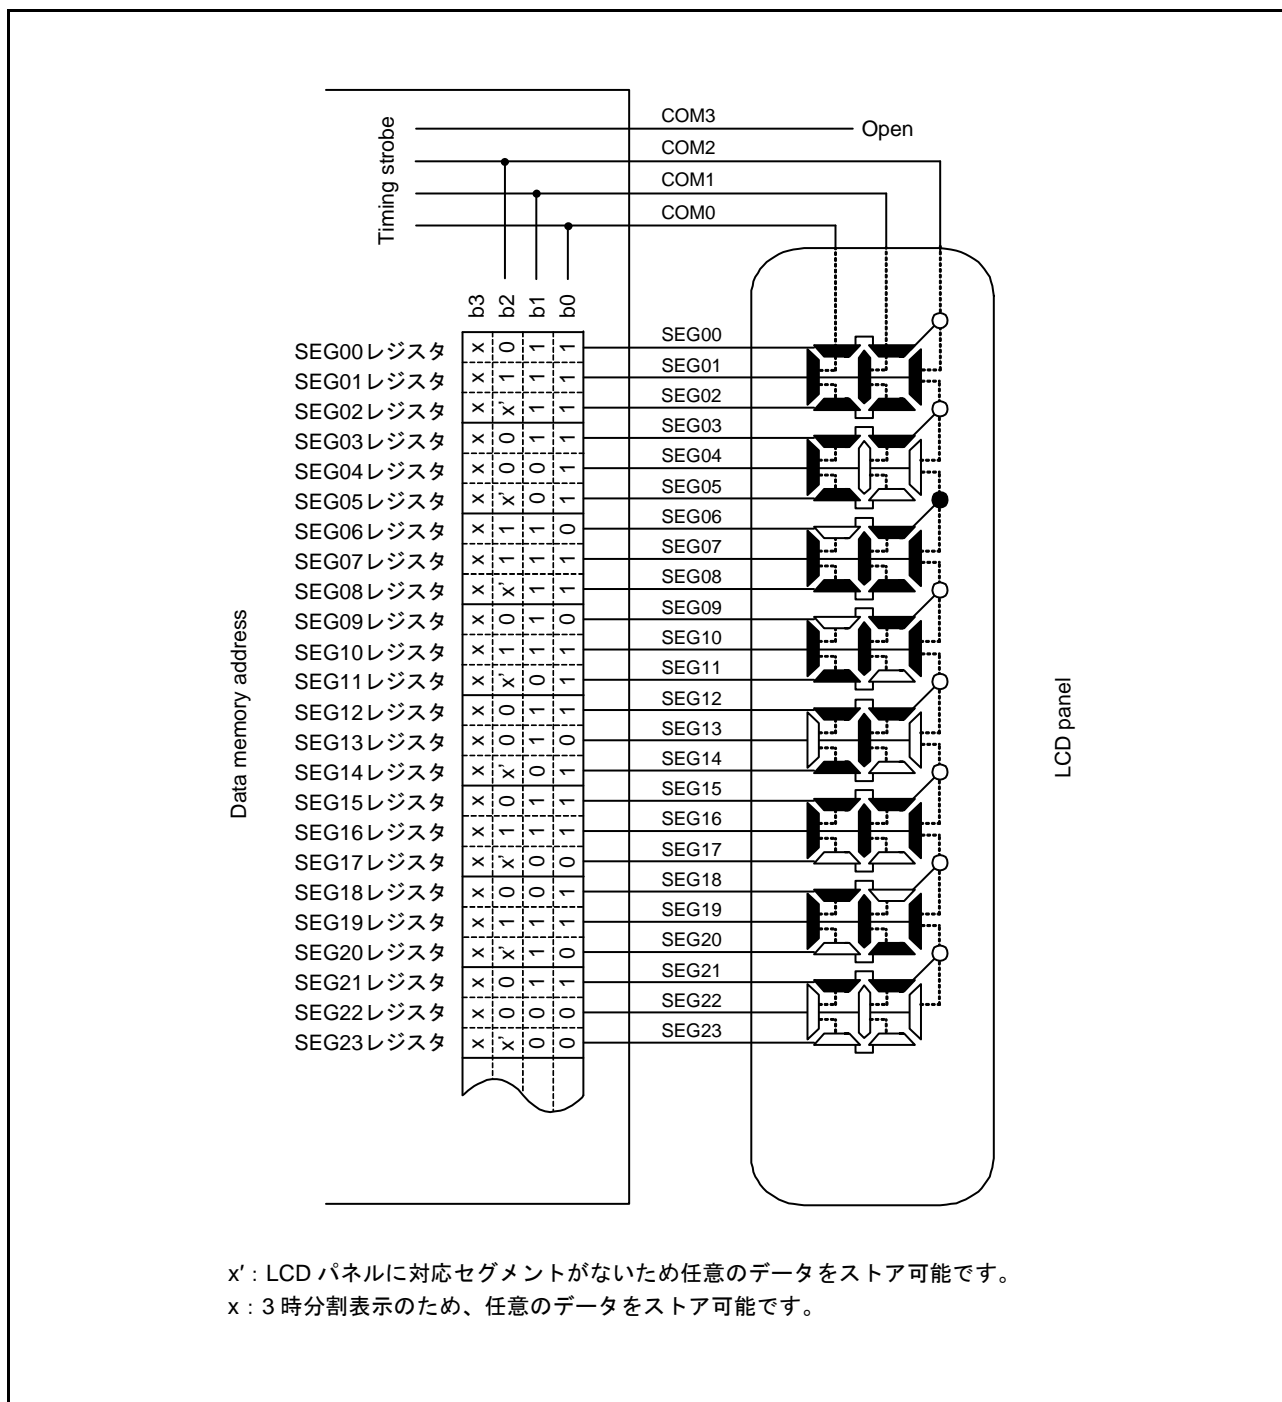 COM3
Open
COM2
COM1
COM0
Timing strobe
b3 b2 b1 b0
SEG00レジスタ x 0 1 1 SEG00
SEG01レジスタ x 1 1 1 SEG01
SEG02レジスタ x x' 1 1 SEG02
SEG03レジスタ x 0 1 1 SEG03
SEG04レジスタ x 0 0 1 SEG04
SEG05レジスタ x x' 0 1 SEG05
SEG06レジスタ x 1 1 0 SEG06
SEG07レジスタ x 1 1 1 SEG07
SEG08レジスタ x x' 1 1 SEG08
SEG09レジスタ x 0 1 0 SEG09
SEG10レジスタ x 1 1 1 SEG10
SEG11レジスタ x x' 0 1 SEG11
SEG12レジスタ x 0 1 1 SEG12
SEG13レジスタ x 0 1 0 SEG13
SEG14レジスタ x x' 0 1 SEG14
SEG15レジスタ x 0 1 1 SEG15
SEG16レジスタ x 1 1 1 SEG16
SEG17レジスタ x x' 0 0 SEG17
SEG18レジスタ x 0 0 1 SEG18
SEG19レジスタ x 1 1 1 SEG19
SEG20レジスタ x x' 1 0 SEG20
SEG21レジスタ x 0 1 1 SEG21
SEG22レジスタ x 0 0 0 SEG22
SEG23レジスタ x x' 0 0 SEG23
Data memory address
LCD panel
x′ : LCD パネルに対応セグメントがないため任意のデータをストア可能です。
x : 3 時分割表示のため、任意のデータをストア可能です。